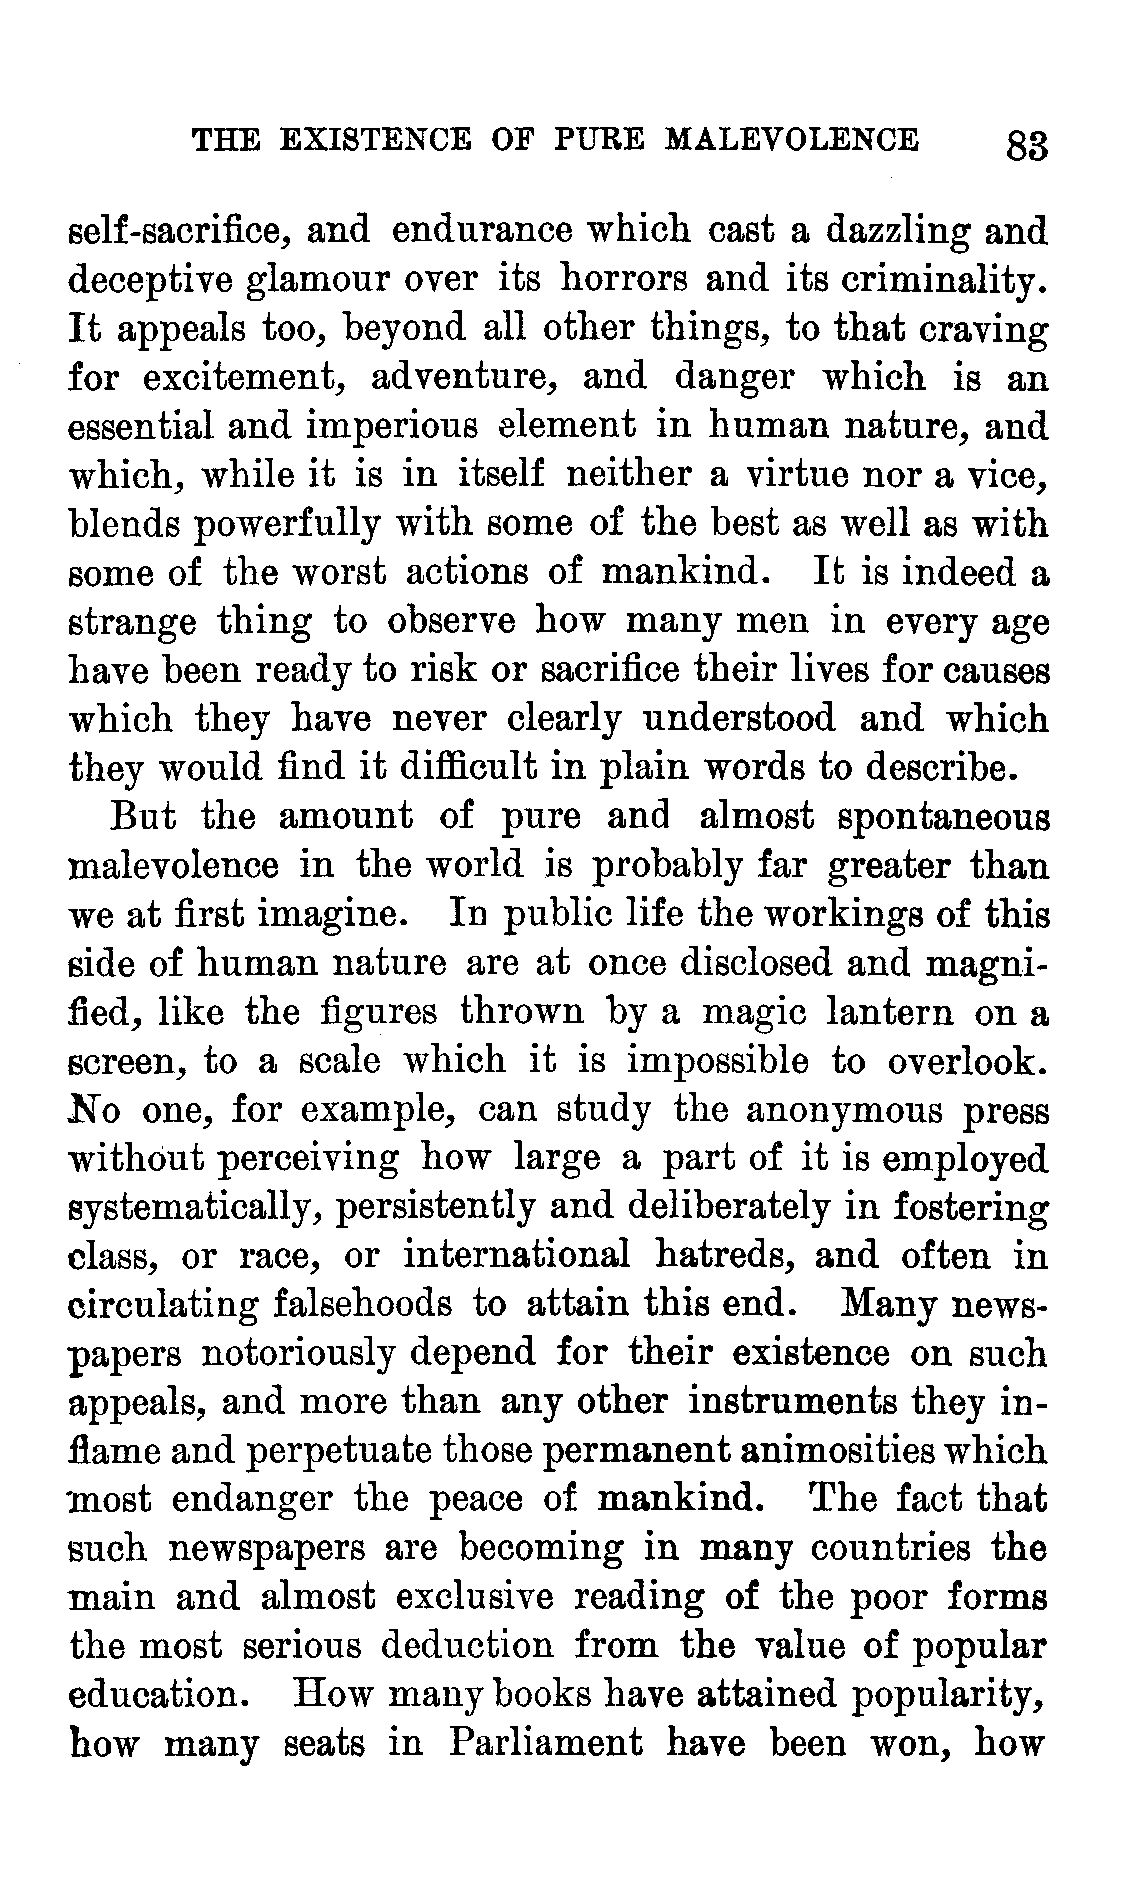 THE EXISTENCE OF PURE MALEVOLENCE 83
self-sacrifice, and endurance which cast a dazzling and
deceptive glamour over its horrors and its criminality.
It appeals too, beyond all other things, to that craving
for excitement, adventure, and danger which is an
essential and imperious element in human nature, and
which, while it is in itself neither a virtue nor a vice,
blends powerfully with some of the best as well as with
some of the worst actions of mankind. It is indeed a
strange thing to observe how many men in every age
have been ready to risk or sacrifice their lives for causes
which they have never clearly understood and which
they would find it difficult in plain words to describe.
But the amount of pure and almost spontaneous
malevolence in the world is probably far greater than
we at first imagine. In public life the workings of this
side of human nature are at once disclosed and magni-
fied, like the figures thrown by a magic lantern on a
screen, to a scale which it is impossible to overlook.
No one, for example, can study the anonymous press
without perceiving how large a part of it is employed
systematically, persistently and deliberately in fostering
class, or race, or international hatreds, and often in
circulating falsehoods to attain this end. Many news-
papers notoriously depend for their existence on such
appeals, and more than any other instruments they in-
flame and perpetuate those permanent animosities which
most endanger the peace of mankind. The fact that
such newspapers are becoming in many countries the
main and almost exclusive reading of the poor forms
the most serious deduction from the value of popular
education. How many books have attained popularity,
how many seats in Parliament have been won, how